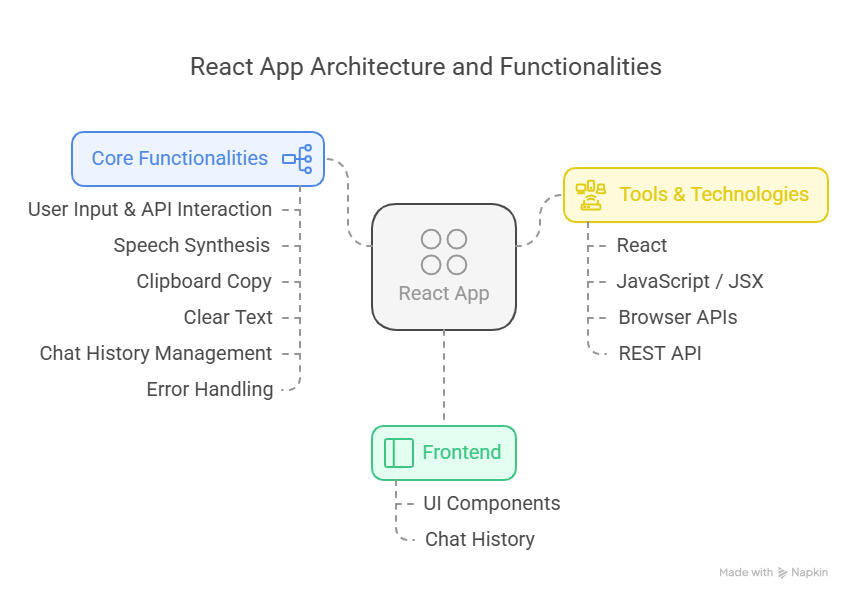 React App Architecture and Functionalities
Core Functionalities
User Input & API Interaction
Speech Synthesis
Clipboard Copy
Clear Text
Chat History Management
Error Handling
React App
Tools & Technologies
React
JavaScript / JSX
Browser APIs
REST API
Frontend
UI Components
Chat History
Made with Napkin